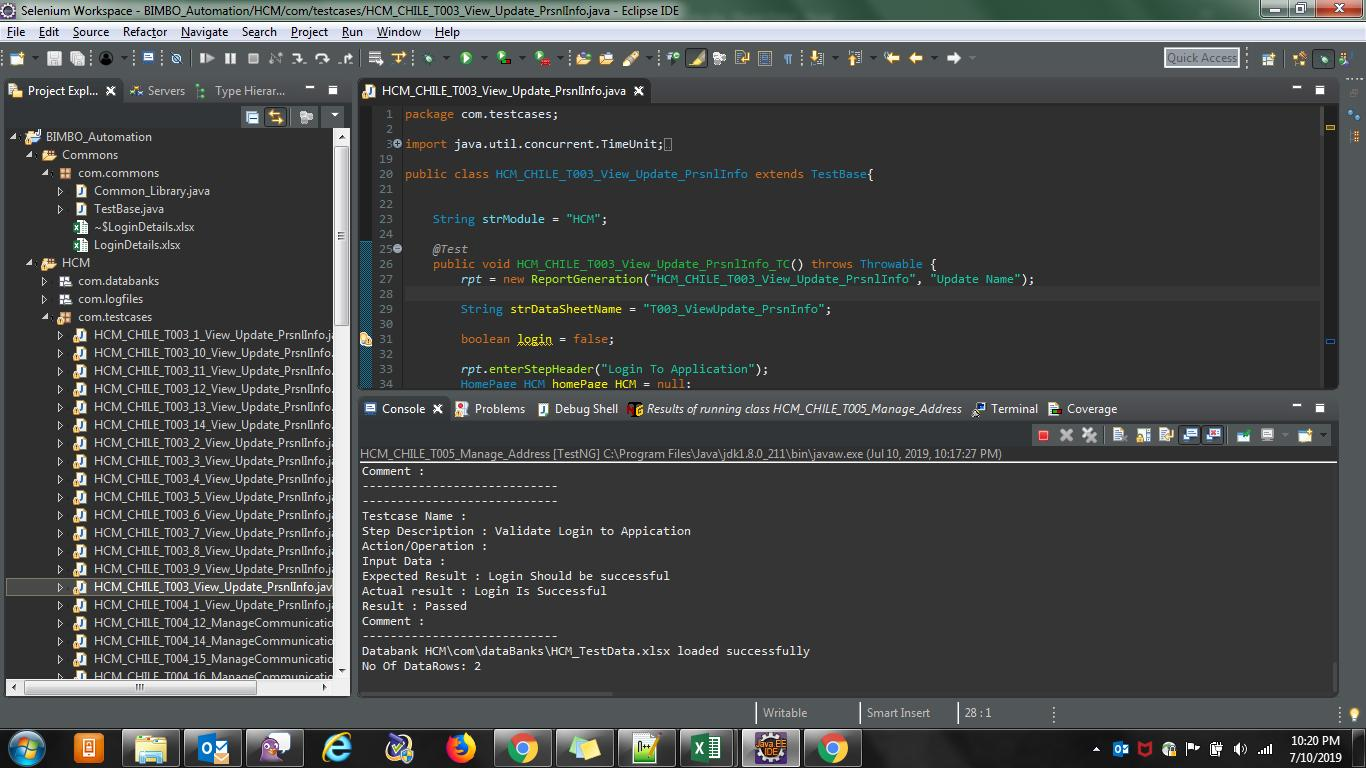 Selenium Workspace - BIMBO_Automation/HCM/com/testcases/HCM_CHILE_T003_View_Update_PrsnlInfo.java - Eclipse IDE
File Edit Source Refactor Navigate Search Project Run Window Help
Quick Access
Project Expl... Servers Type Hierar...
BIMBO_Automation
Commons
com.commons
Common_Library.java
TestBase.java
~$LoginDetails.xlsx
LoginDetails.xlsx
HCM
com.databanks
com.logfiles
com.testcases
HCM_CHILE_T003_1_View_Update_PrsnlInfo.j
HCM_CHILE_T003_10_View_Update_PrsnlInfo.
HCM_CHILE_T003_11_View_Update_PrsnlInfo.
HCM_CHILE_T003_12_View_Update_PrsnlInfo.
HCM_CHILE_T003_13_View_Update_PrsnlInfo.
HCM_CHILE_T003_14_View_Update_PrsnlInfo.
HCM_CHILE_T003_2_View_Update_PrsnlInfo.j
HCM_CHILE_T003_3_View_Update_PrsnlInfo.j
HCM_CHILE_T003_4_View_Update_PrsnlInfo.j
HCM_CHILE_T003_5_View_Update_PrsnlInfo.j
HCM_CHILE_T003_6_View_Update_PrsnlInfo.j
HCM_CHILE_T003_7_View_Update_PrsnlInfo.j
HCM_CHILE_T003_8_View_Update_PrsnlInfo.j
HCM_CHILE_T003_9_View_Update_PrsnlInfo.j
HCM_CHILE_T003_View_Update_PrsnlInfo.jav
HCM_CHILE_T004_1_View_Update_PrsnlInfo.j
HCM_CHILE_T004_12_ManageCommunicatio
HCM_CHILE_T004_14_ManageCommunicatio
HCM_CHILE_T004_15_ManageCommunicatio
HCM_CHILE_T004_16_ManageCommunicatio
HCM_CHILE_T003_View_Update_PrsnlInfo.java
1 package com.testcases;
2
3 import java.util.concurrent.TimeUnit;
19
20 public class HCM_CHILE_T003_View_Update_PrsnlInfo extends TestBase{
21
22
23 String strModule = "HCM";
24
25 @Test
26 public void HCM_CHILE_T003_View_Update_PrsnlInfo_TC() throws Throwable {
27 rpt = new ReportGeneration("HCM_CHILE_T003_View_Update_PrsnlInfo", "Update Name");
28
29 String strDataSheetName = "T003_ViewUpdate_PrsnInfo";
30
31 boolean login = false;
32
33 rpt.enterStepHeader("Login To Application");
34 HomePage_HCM homePage_HCM = null;
Console Problems Debug Shell Results of running class HCM_CHILE_T005_Manage_Address Terminal Coverage
HCM_CHILE_T005_Manage_Address [TestNG] C:\Program Files\Java\jdk1.8.0_211\bin\javaw.exe (Jul 10, 2019, 10:17:27 PM)
Comment :
----------------------------
----------------------------
Testcase Name :
Step Description : Validate Login to Appication
Action/Operation :
Input Data :
Expected Result : Login Should be successful
Actual result : Login Is Successful
Result : Passed
Comment :
----------------------------
Databank HCM\com\dataBanks\HCM_TestData.xlsx loaded successfully
No Of DataRows: 2
Writable Smart Insert 28 : 1
Java EE
IDE
10:20 PM
7/10/2019